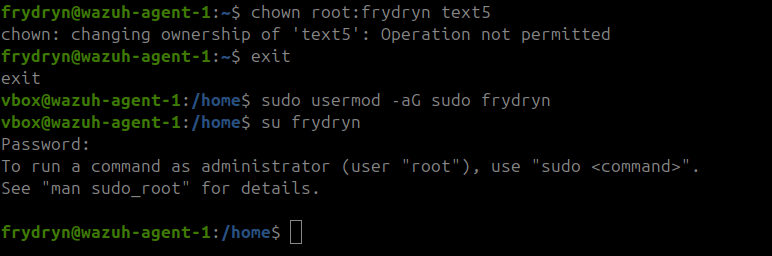 frydryn@wazuh-agent-1:~$ chown root:frydryn text5
chown: changing ownership of 'text5': Operation not permitted
frydryn@wazuh-agent-1:~$ exit
exit
vbox@wazuh-agent-1:/home$ sudo usermod -aG sudo frydryn
vbox@wazuh-agent-1:/home$ su frydryn
Password:
To run a command as administrator (user "root"), use "sudo <command>".
See "man sudo_root" for details.
frydryn@wazuh-agent-1:/home$